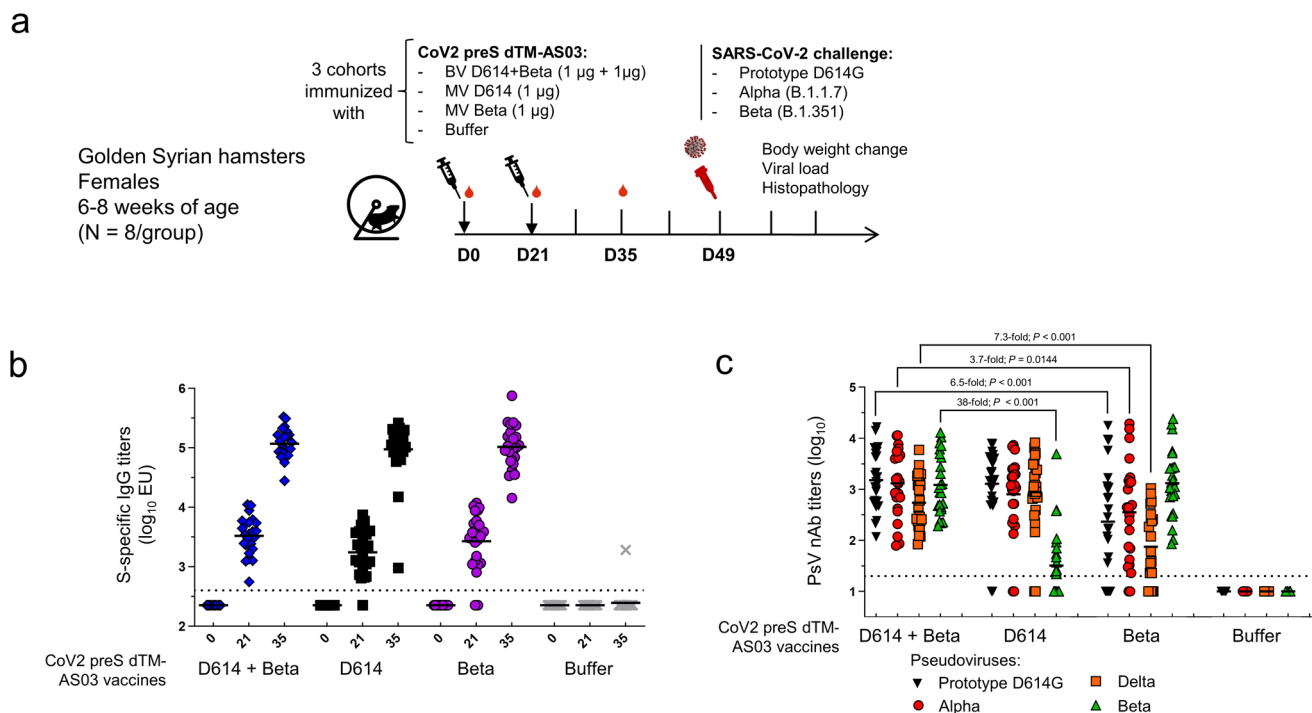 a
3 cohorts
immunized
with
CoV2 preS dTM-AS03:
- BV D614+Beta (1 µg + 1µg)
- MV D614 (1 µg)
- MV Beta (1 µg)
- Buffer
SARS-CoV-2 challenge:
- Prototype D614G
- Alpha (B.1.1.7)
- Beta (B.1.351)
Golden Syrian hamsters
Females
6-8 weeks of age
(N = 8/group)
Body weight change
Viral load
Histopathology
D0 D21 D35 D49
b
S-specific IgG titers
(log10 EU)
6
5
4
3
2
0 21 35 0 21 35 0 21 35 0 21 35
CoV2 preS dTM-
AS03 vaccines
D614 + Beta D614 Beta Buffer
c
7.3-fold; P < 0.001
3.7-fold; P = 0.0144
6.5-fold; P < 0.001
38-fold; P < 0.001
PsV nAb titers (log10)
5
4
3
2
1
CoV2 preS dTM-
AS03 vaccines
D614 + Beta D614 Beta Buffer
Pseudoviruses:
Prototype D614G Delta
Alpha Beta